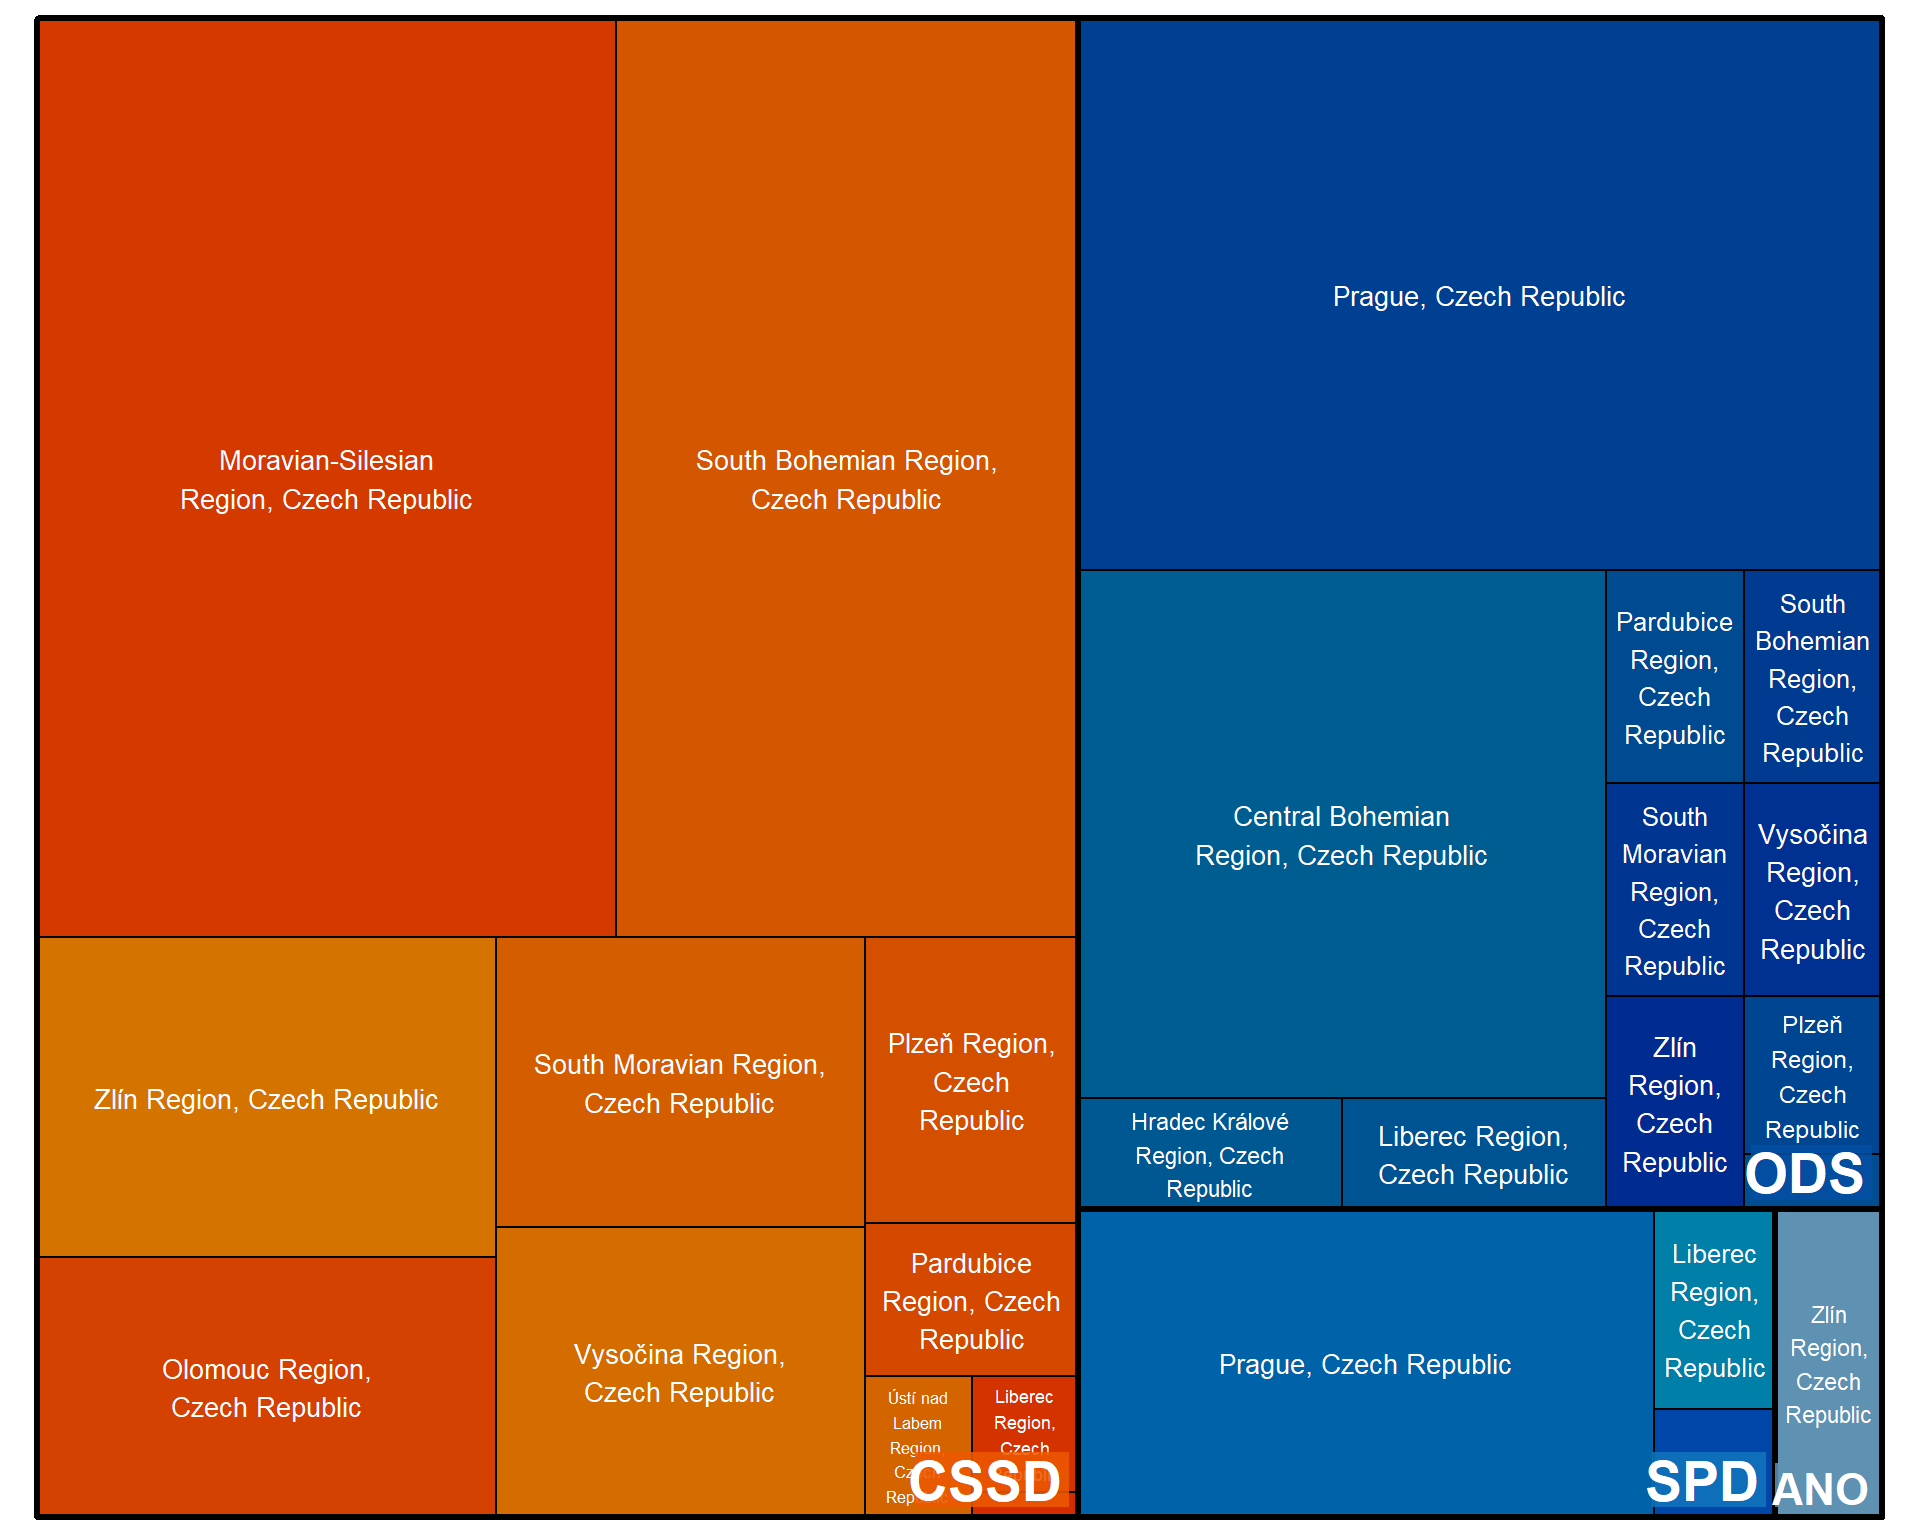 Moravian-Silesian
Region, Czech Republic
South Bohemian Region,
Czech Republic
Zlín Region, Czech Republic
Olomouc Region,
Czech Republic
South Moravian Region,
Czech Republic
Vysočina Region,
Czech Republic
Plzeň Region,
Czech
Republic
Pardubice
Region, Czech
Republic
Ústí nad
Labem
Region,
Czech
Republic
Liberec
Region,
Czech
CSSD
Prague, Czech Republic
Central Bohemian
Region, Czech Republic
Hradec Králové
Region, Czech
Republic
Liberec Region,
Czech Republic
Pardubice
Region,
Czech
Republic
South
Bohemian
Region,
Czech
Republic
South
Moravian
Region,
Czech
Republic
Vysočina
Region,
Czech
Republic
Zlín
Region,
Czech
Republic
Plzeň
Region,
Czech
Republic
ODS
Prague, Czech Republic
Liberec
Region,
Czech
Republic
SPD
Zlín
Region,
Czech
Republic
ANO